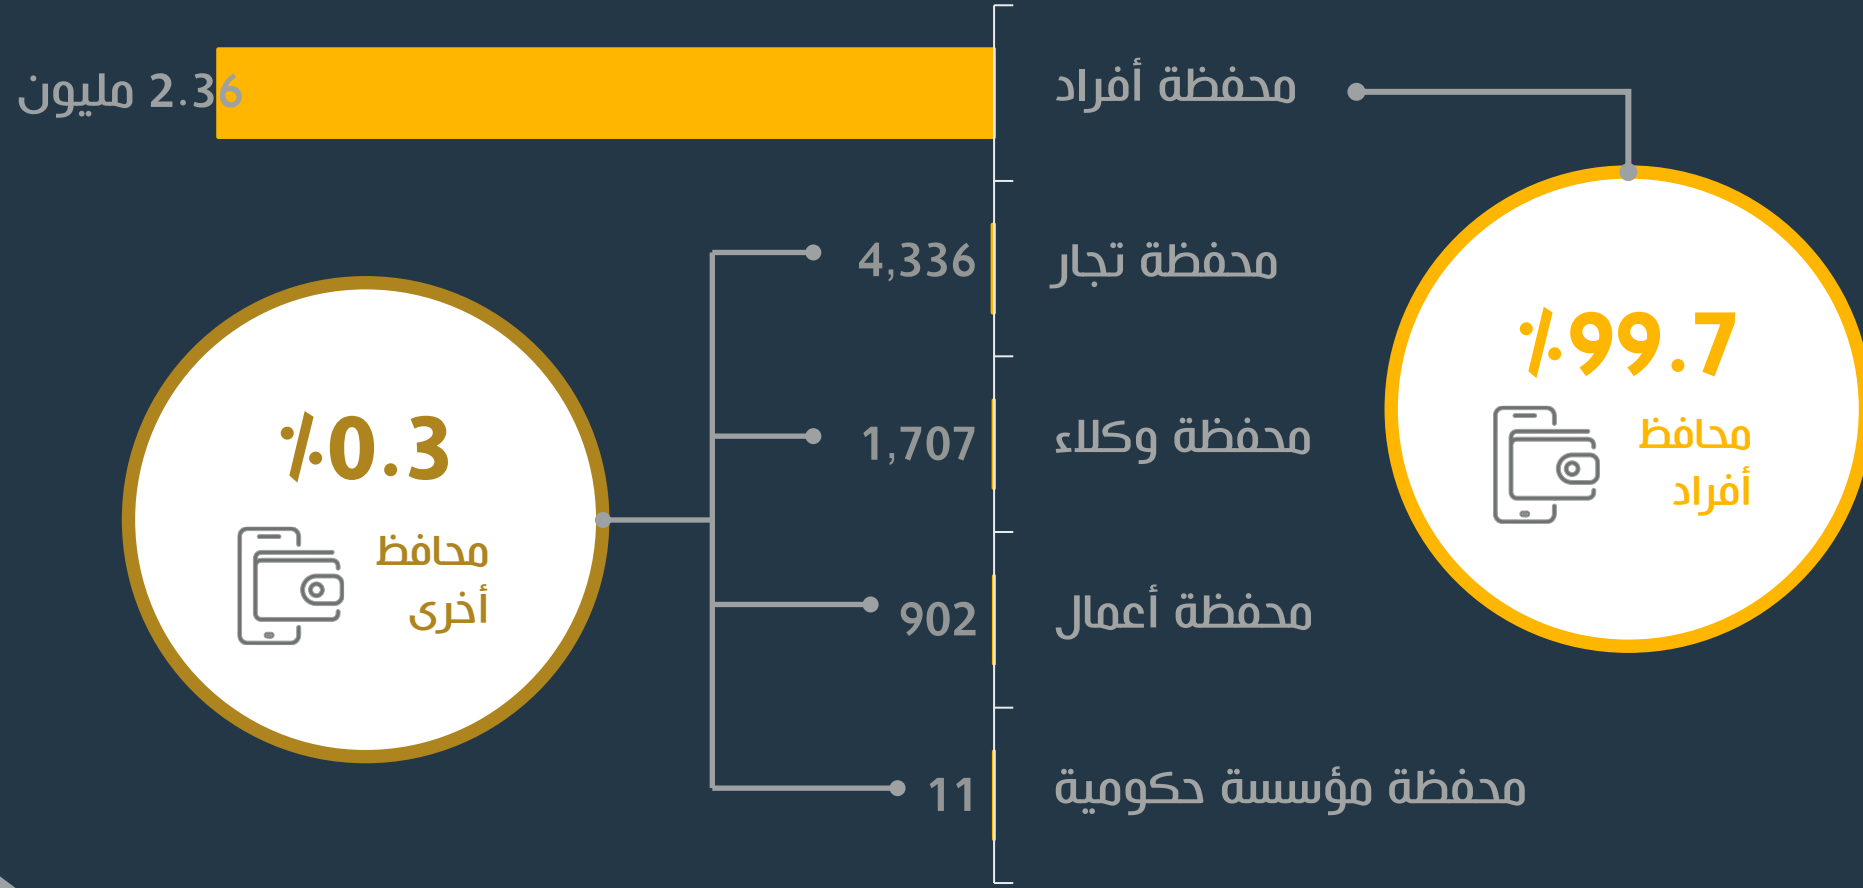 محفظة أفراد
2.36 مليون
محفظة تجار
4,336
محفظة وكلاء
1,707
محفظة أعمال
902
محفظة مؤسسة حكومية
11
٪99.7
محافظ
أفراد
٪0.3
محافظ
أخرى